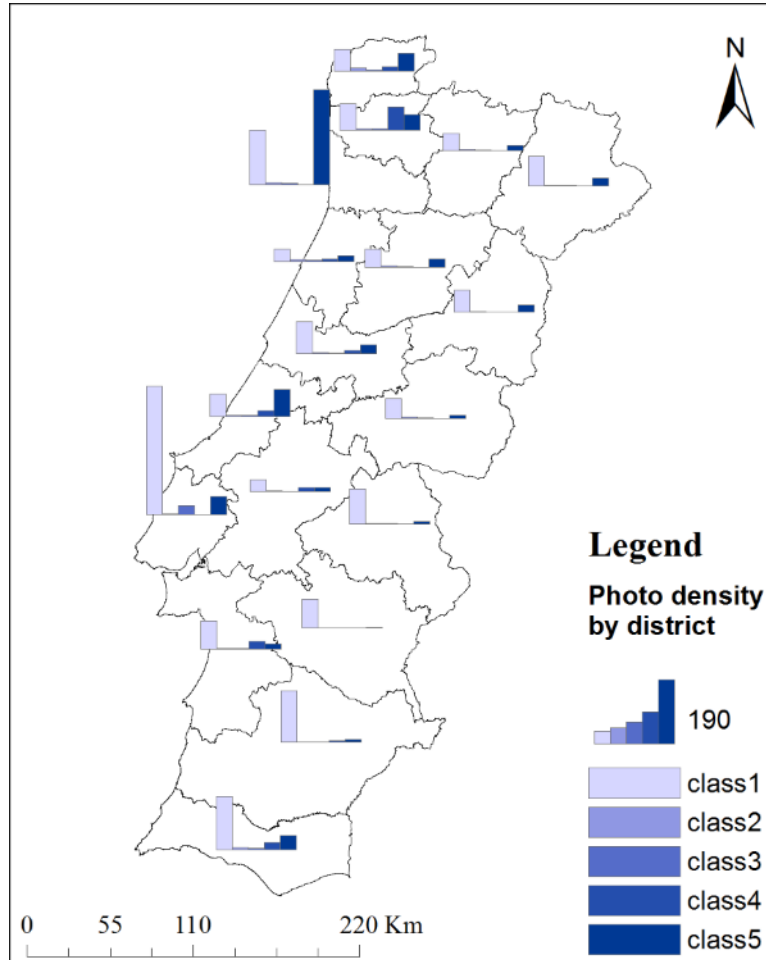 N
Legend
Photo density
by district
190
class1
class2
class3
class4
class5
0 55 110 220 Km